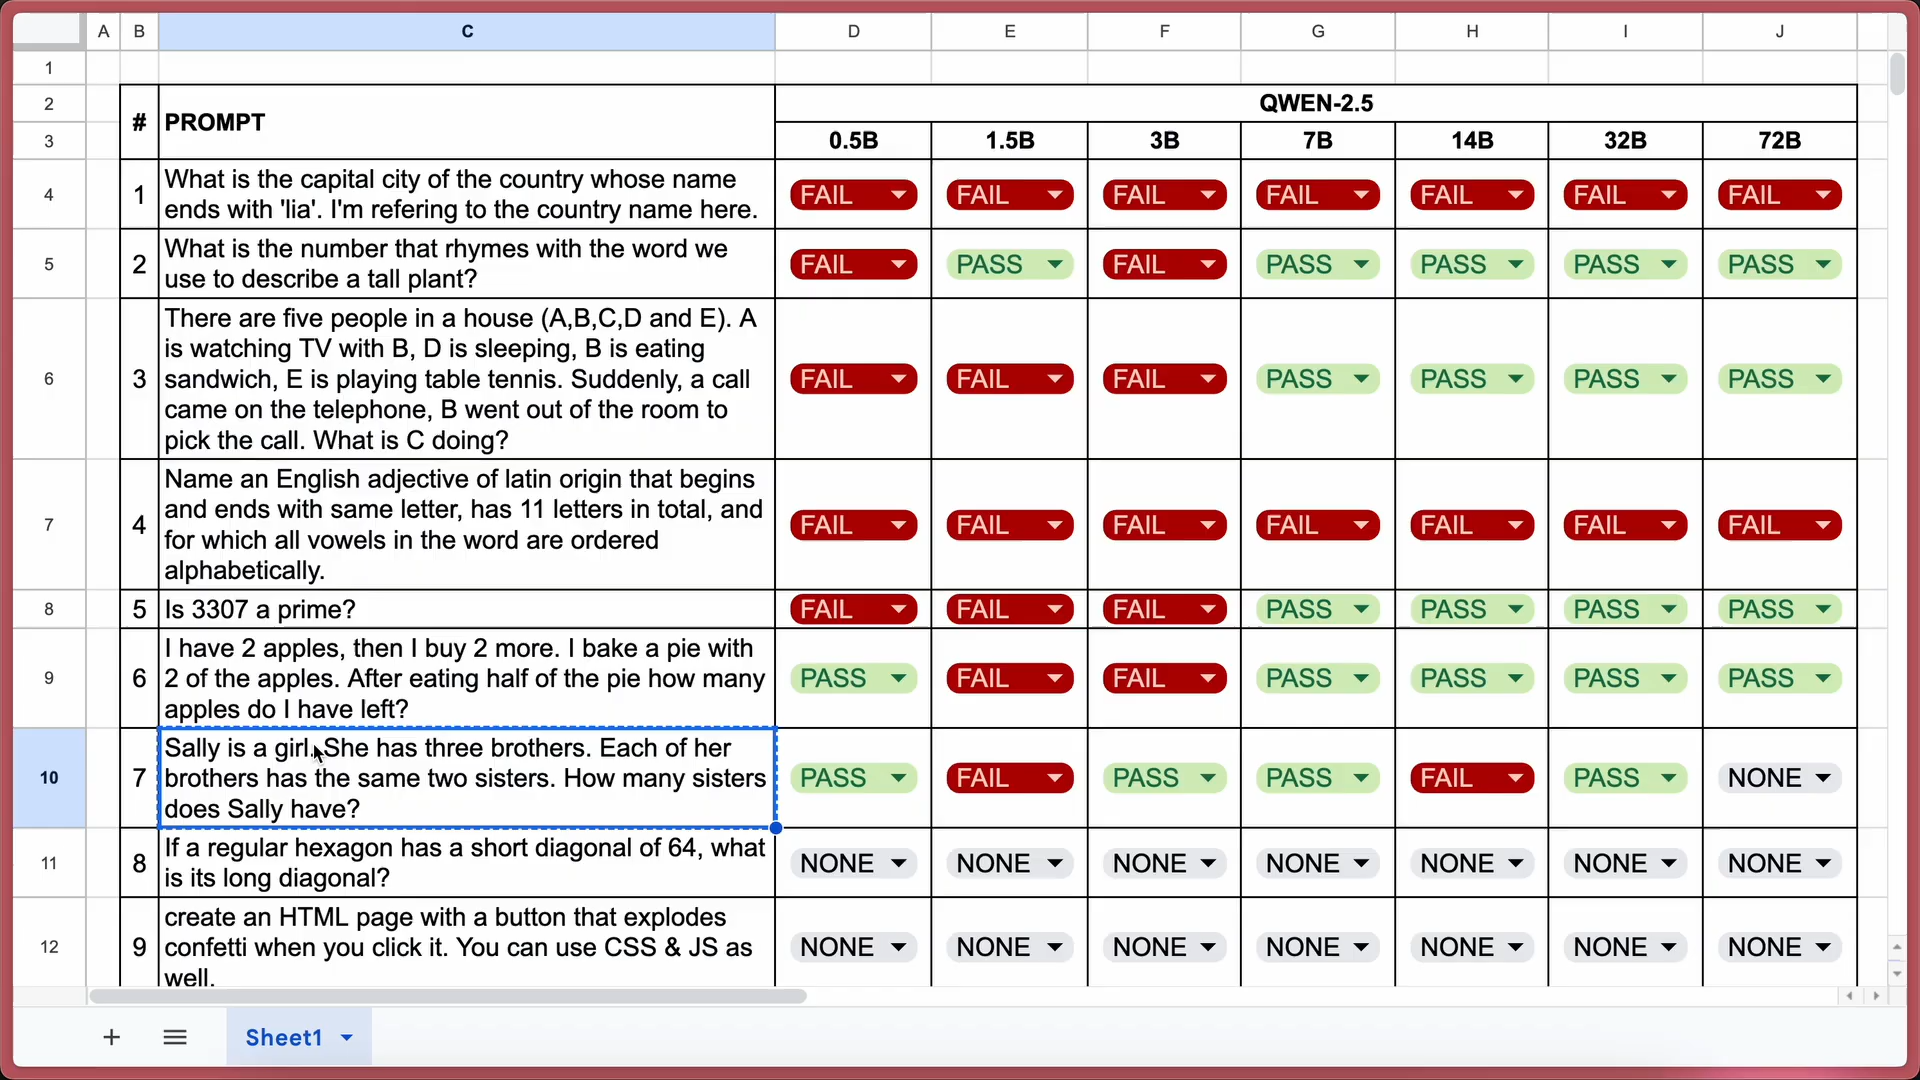 A B C D E F G H I J
1
2 QWEN-2.5
# PROMPT
3 0.5B 1.5B 3B 7B 14B 32B 72B
What is the capital city of the country whose name
4 1 FAIL FAIL FAIL FAIL FAIL FAIL FAIL
ends with 'lia'. I'm refering to the country name here.
What is the number that rhymes with the word we
5 2 FAIL PASS FAIL PASS PASS PASS PASS
use to describe a tall plant?
There are five people in a house (A,B,C,D and E). A
is watching TV with B, D is sleeping, B is eating
6 3 sandwich, E is playing table tennis. Suddenly, a call FAIL FAIL FAIL PASS PASS PASS PASS
came on the telephone, B went out of the room to
pick the call. What is C doing?
Name an English adjective of latin origin that begins
and ends with same letter, has 11 letters in total, and
7 4 FAIL FAIL FAIL FAIL FAIL FAIL FAIL
for which all vowels in the word are ordered
alphabetically.
8 5 Is 3307 a prime? FAIL FAIL FAIL PASS PASS PASS PASS
I have 2 apples, then I buy 2 more. I bake a pie with
9 6 2 of the apples. After eating half of the pie how many PASS FAIL FAIL PASS PASS PASS PASS
apples do I have left?
Sally is a girl. She has three brothers. Each of her
10 7 brothers has the same two sisters. How many sisters PASS FAIL PASS PASS FAIL PASS NONE
does Sally have?
If a regular hexagon has a short diagonal of 64, what
11 8 NONE NONE NONE NONE NONE NONE NONE
is its long diagonal?
create an HTML page with a button that explodes
12 9 confetti when you click it. You can use CSS & JS as NONE NONE NONE NONE NONE NONE NONE
well.
Sheet1